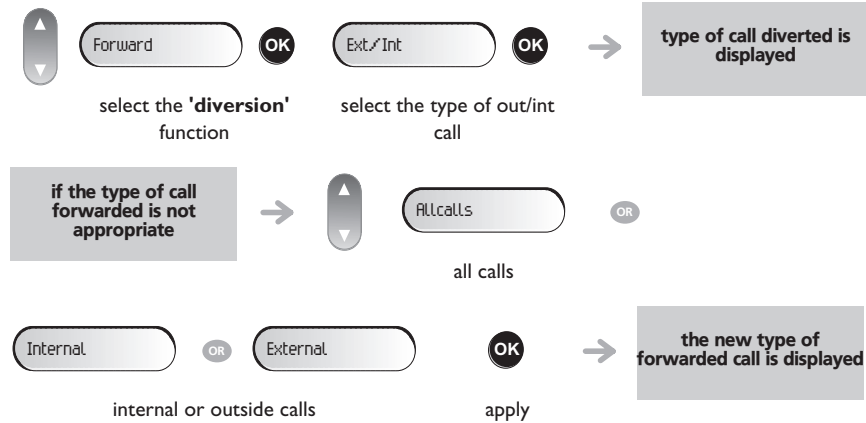 Forward
OK
Ext/Int
OK
type of call diverted is
displayed
select the 'diversion'
function
select the type of out/int
call
if the type of call
forwarded is not
appropriate
Allcalls
OR
all calls
Internal
OR
External
OK
the new type of
forwarded call is displayed
internal or outside calls
apply